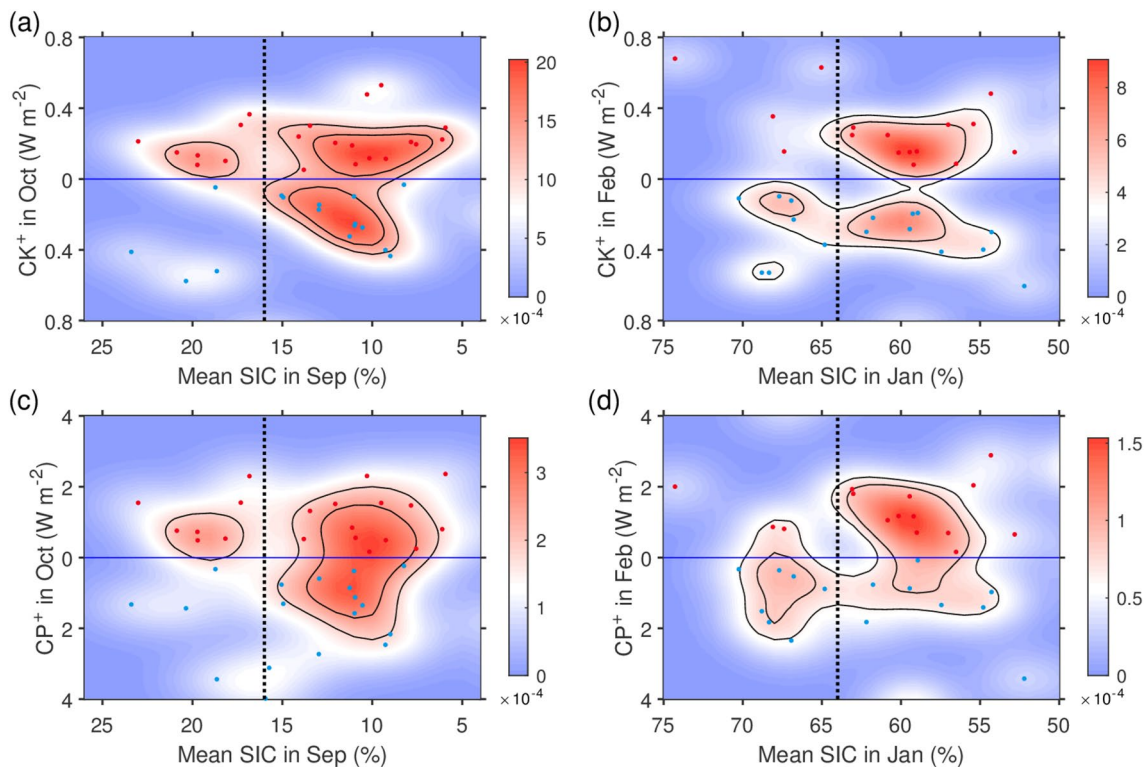 (a)
0.8
0.4
0
0.4
0.8
CK⁺ in Oct (W m⁻²)
25 20 15 10 5
Mean SIC in Sep (%)
20
15
10
5
0
×10⁻⁴
(b)
0.8
0.4
0
0.4
0.8
CK⁺ in Feb (W m⁻²)
75 70 65 60 55 50
Mean SIC in Jan (%)
8
6
4
2
0
×10⁻⁴
(c)
4
2
0
2
4
CP⁺ in Oct (W m⁻²)
25 20 15 10 5
Mean SIC in Sep (%)
3
2
1
0
×10⁻⁴
(d)
4
2
0
2
4
CP⁺ in Feb (W m⁻²)
75 70 65 60 55 50
Mean SIC in Jan (%)
1.5
1
0.5
0
×10⁻⁴